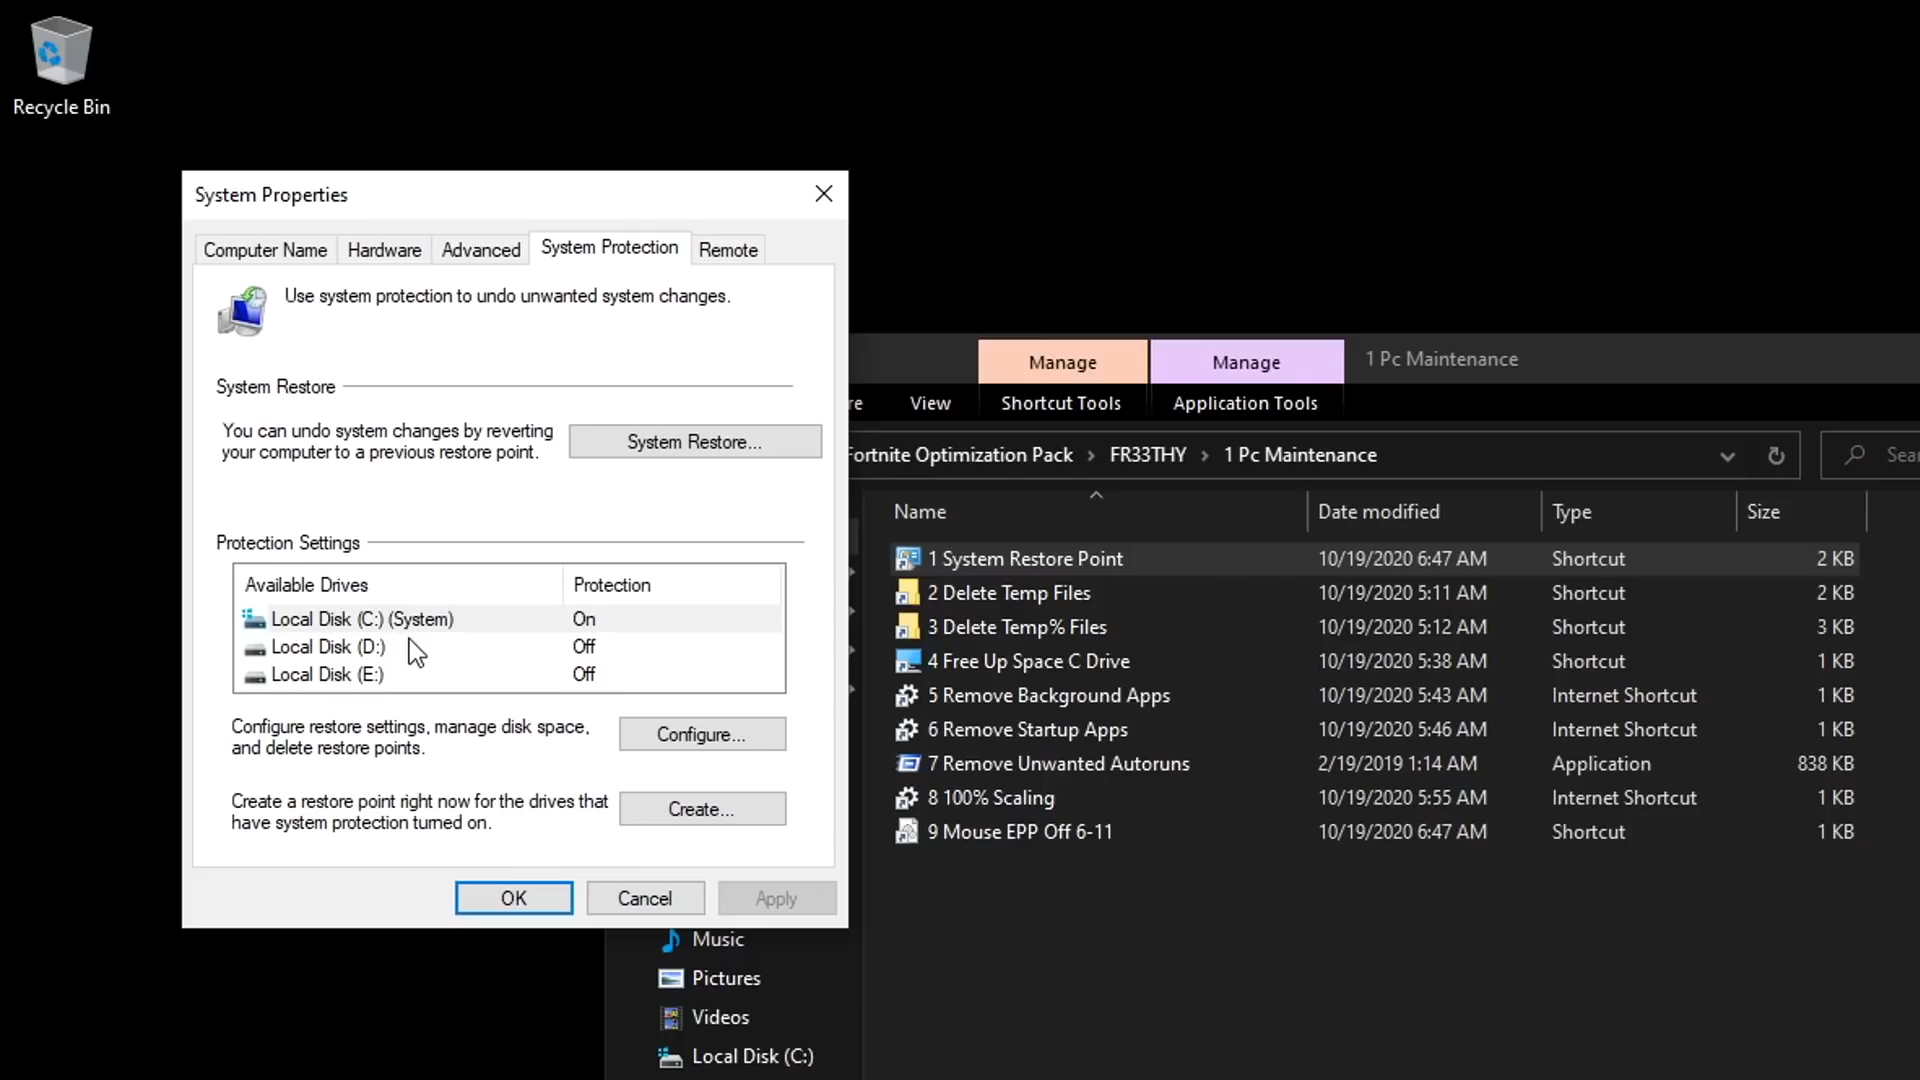 Recycle Bin
System Properties
Computer Name Hardware Advanced System Protection Remote
Use system protection to undo unwanted system changes.
System Restore
You can undo system changes by reverting
your computer to a previous restore point.
System Restore...
Protection Settings
Available Drives Protection
Local Disk (C:) (System) On
Local Disk (D:) Off
Local Disk (E:) Off
Configure restore settings, manage disk space,
and delete restore points.
Configure...
Create a restore point right now for the drives that
have system protection turned on.
Create...
OK Cancel Apply
Manage Manage 1 Pc Maintenance
re View Shortcut Tools Application Tools
Fortnite Optimization Pack › FR33THY › 1 Pc Maintenance
Sear
Name Date modified Type Size
1 System Restore Point 10/19/2020 6:47 AM Shortcut 2 KB
2 Delete Temp Files 10/19/2020 5:11 AM Shortcut 2 KB
3 Delete Temp% Files 10/19/2020 5:12 AM Shortcut 3 KB
4 Free Up Space C Drive 10/19/2020 5:38 AM Shortcut 1 KB
5 Remove Background Apps 10/19/2020 5:43 AM Internet Shortcut 1 KB
6 Remove Startup Apps 10/19/2020 5:46 AM Internet Shortcut 1 KB
7 Remove Unwanted Autoruns 2/19/2019 1:14 AM Application 838 KB
8 100% Scaling 10/19/2020 5:55 AM Internet Shortcut 1 KB
9 Mouse EPP Off 6-11 10/19/2020 6:47 AM Shortcut 1 KB
Music
Pictures
Videos
Local Disk (C:)